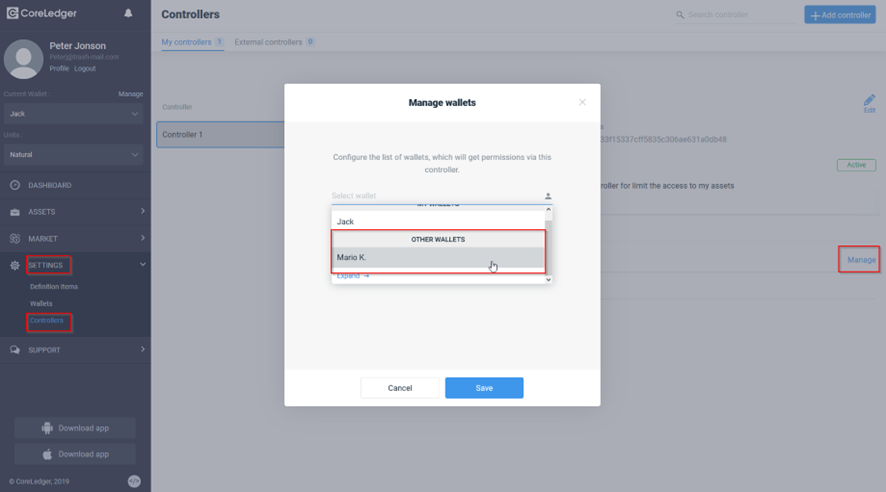 CoreLedger
Peter Jonson
Peter@trash-mail.com
Profile Logout
Current Wallet :
Manage
Jack
Units :
Natural
DASHBOARD
ASSETS
MARKET
SETTINGS
Definition items
Wallets
Controllers
SUPPORT
Download app
Download app
© CoreLedger, 2019
Controllers
Search controller
Add controller
My controllers 1
External controllers 0
Controller
Controller 1
Edit
33f15337cff5835c306ae631a0db48
Active
roller for limit the access to my assets
Manage
Manage wallets
Configure the list of wallets, which will get permissions via this
controller.
Select wallet
MY WALLETS
Jack
OTHER WALLETS
Mario K.
Expand →
Cancel
Save